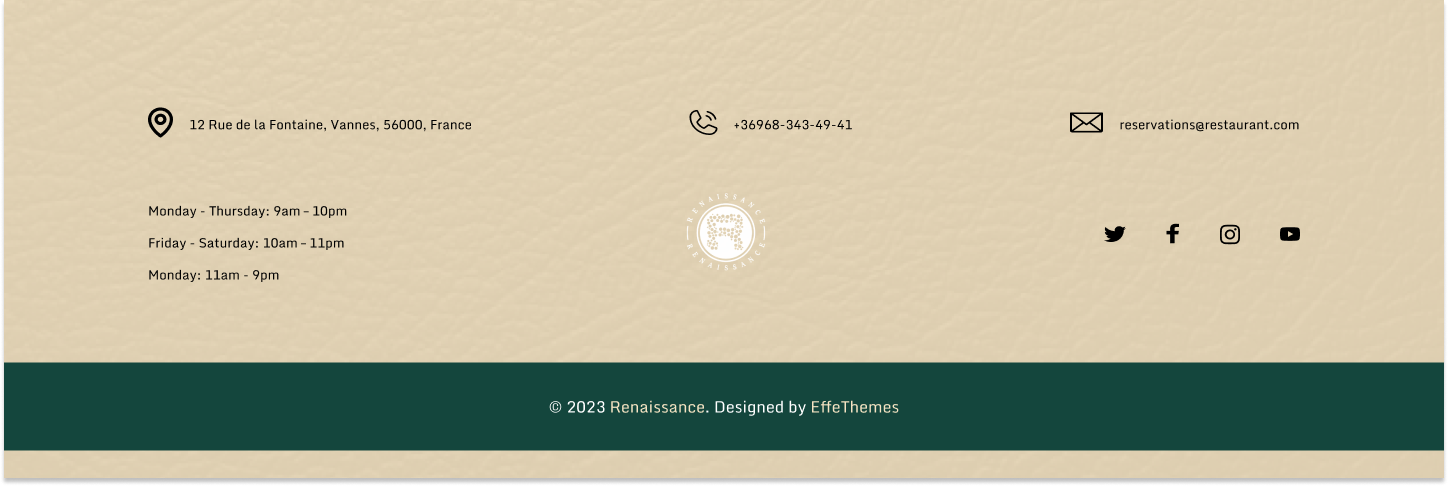 12 Rue de la Fontaine, Vannes, 56000, France
+36968-343-49-41
reservations@restaurant.com
Monday - Thursday: 9am – 10pm
Friday - Saturday: 10am – 11pm
Monday: 11am - 9pm
RENAISSANCE
R
RENAISSANCE
© 2023 Renaissance. Designed by EffeThemes